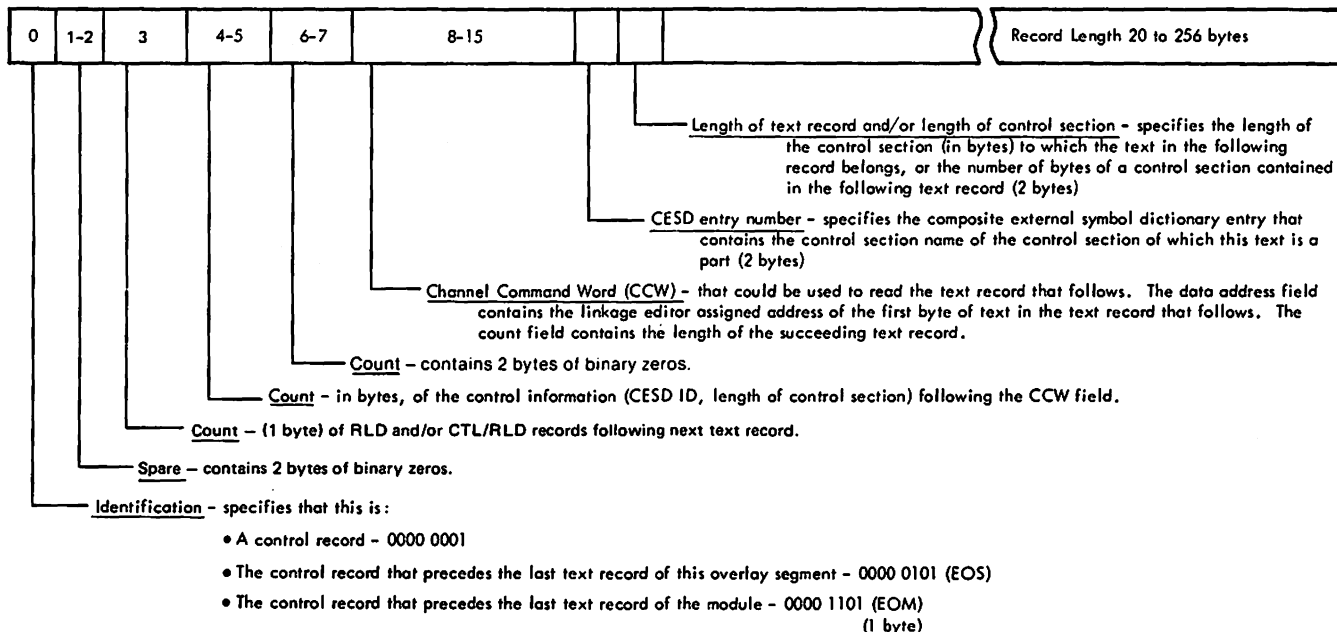 0 1-2 3 4-5 6-7 8-15 Record Length 20 to 256 bytes
Length of text record and/or length of control section - specifies the length of
the control section (in bytes) to which the text in the following
record belongs, or the number of bytes of a control section contained
in the following text record (2 bytes)
CESD entry number - specifies the composite external symbol dictionary entry that
contains the control section name of the control section of which this text is a
part (2 bytes)
Channel Command Word (CCW) - that could be used to read the text record that follows. The data address field
contains the linkage editor assigned address of the first byte of text in the text record that follows. The
count field contains the length of the succeeding text record.
Count – contains 2 bytes of binary zeros.
Count - in bytes, of the control information (CESD ID, length of control section) following the CCW field.
Count – (1 byte) of RLD and/or CTL/RLD records following next text record.
Spare – contains 2 bytes of binary zeros.
Identification - specifies that this is:
• A control record - 0000 0001
• The control record that precedes the last text record of this overlay segment - 0000 0101 (EOS)
• The control record that precedes the last text record of the module - 0000 1101 (EOM)
(1 byte)